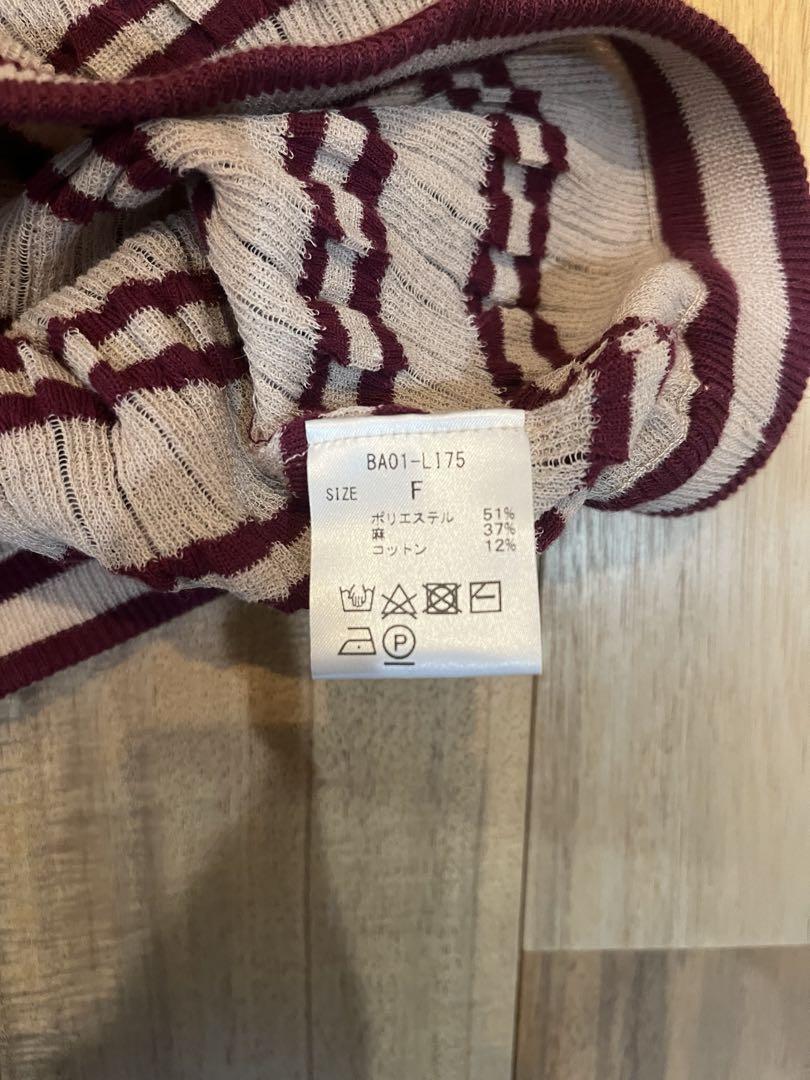 BA01-L175
SIZE F
ポリエステル 51%
麻 37%
コットン 12%
P